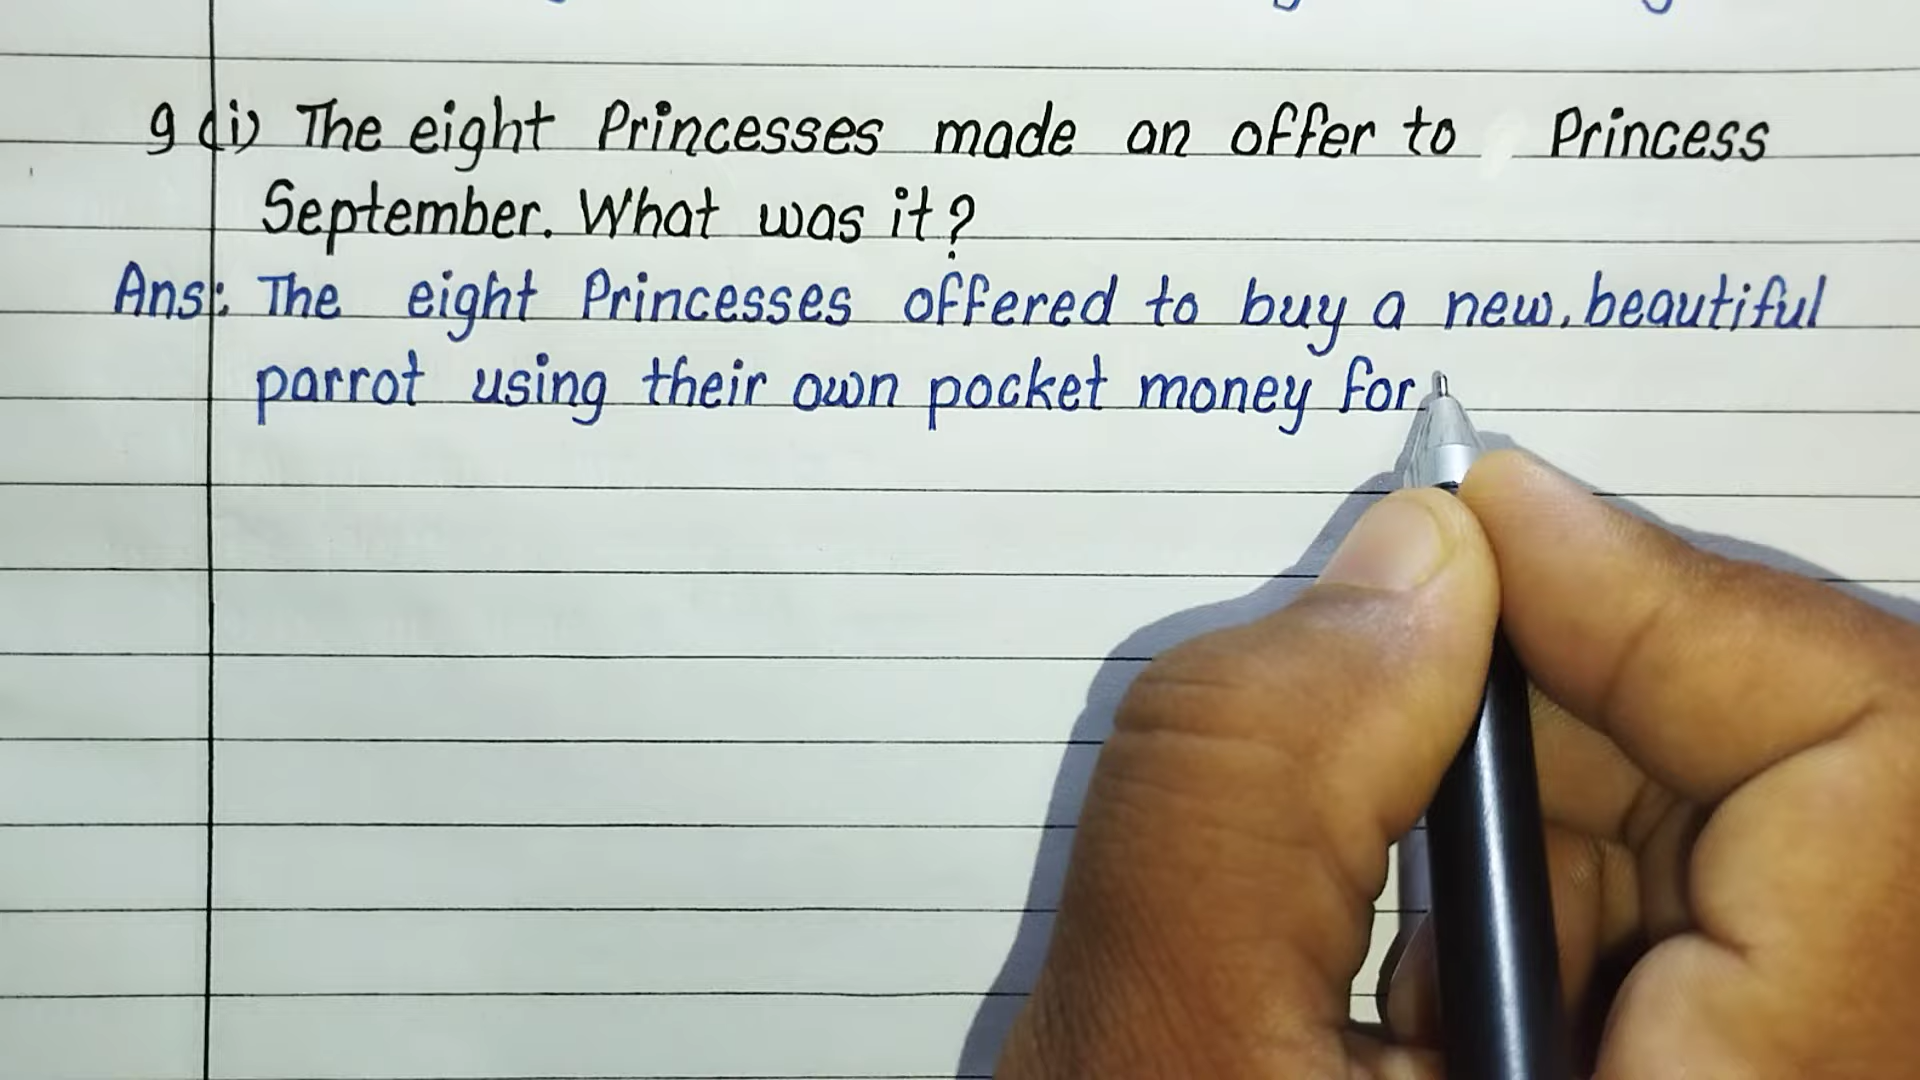 9 (i) The eight Princesses made an offer to Princess
September. What was it?
Ans: The eight Princesses offered to buy a new, beautiful
parrot using their own pocket money for